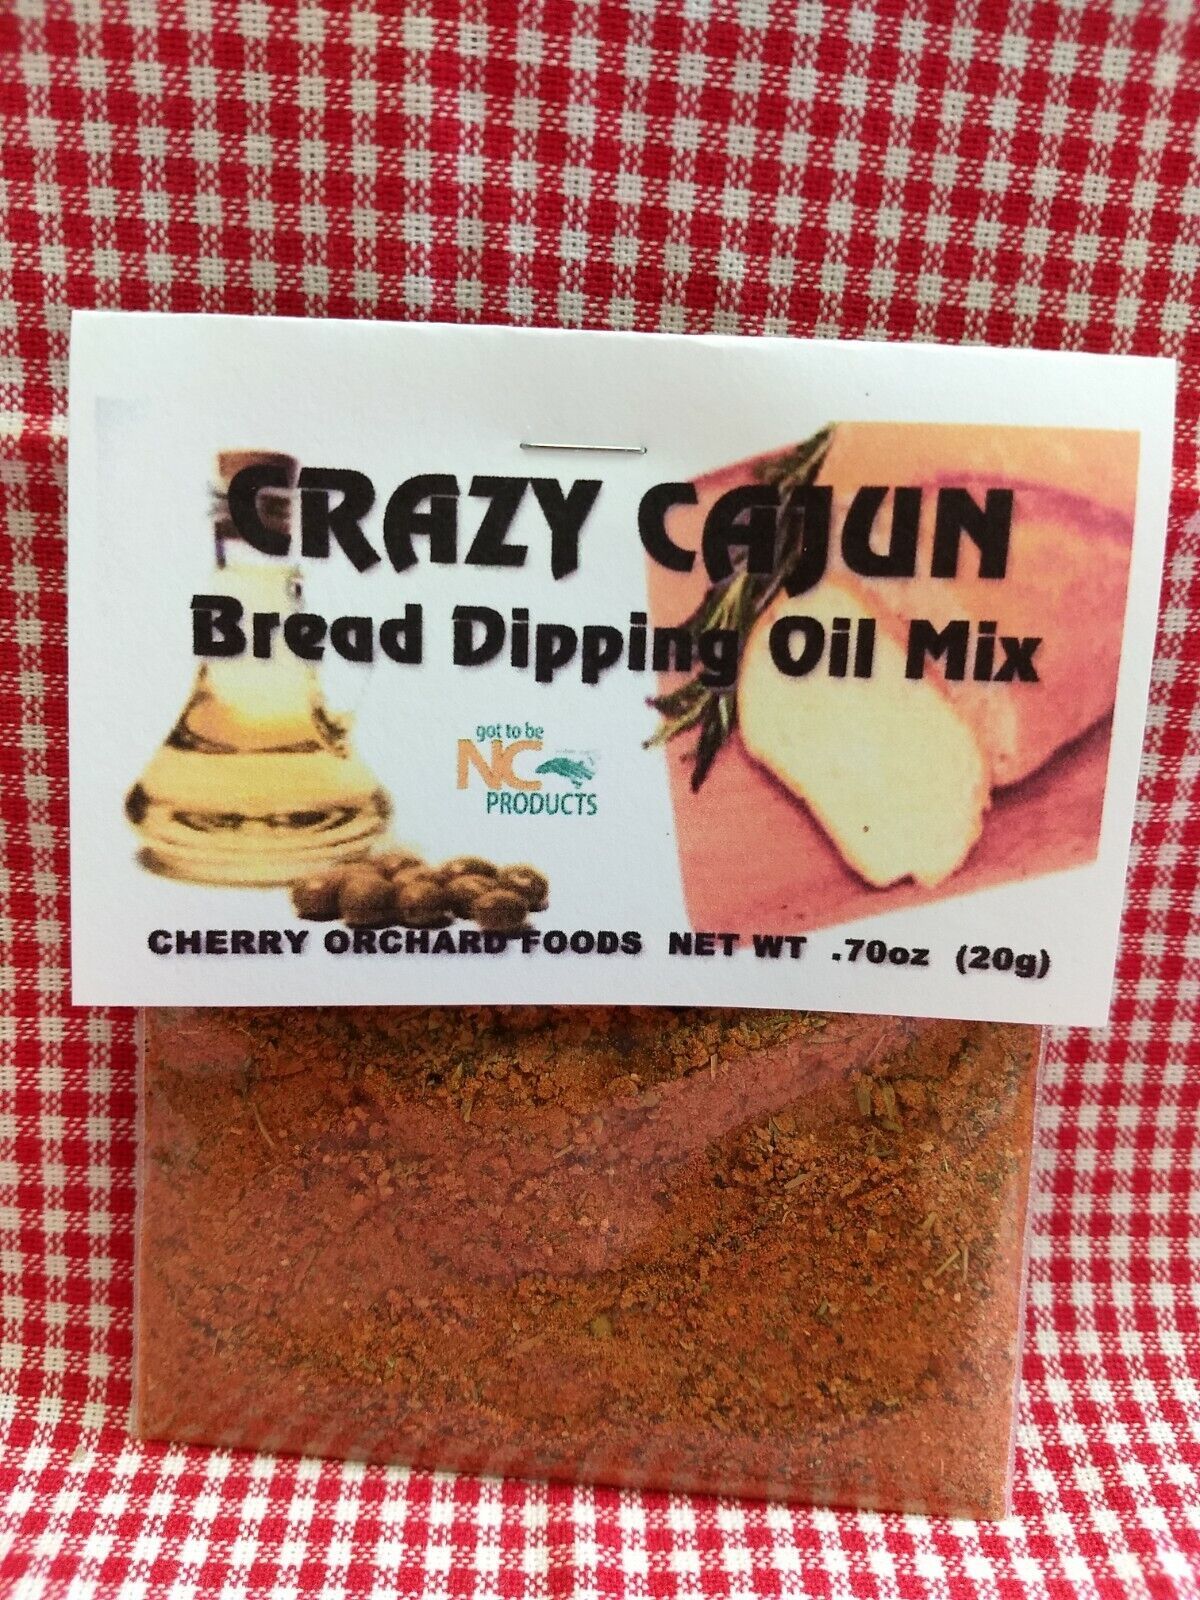 CRAZY CAJUN
Bread Dipping Oil Mix
got to be
NC
PRODUCTS
CHERRY ORCHARD FOODS NET WT .70oz (20g)